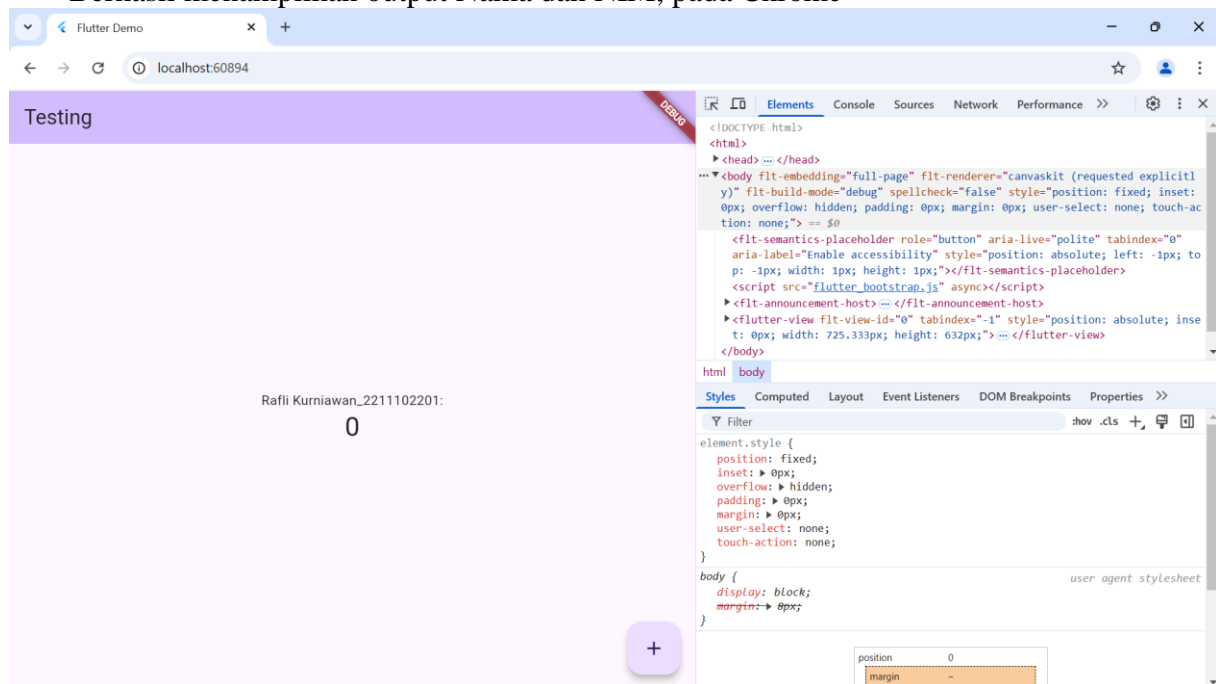 Berhasil menampilkan output Nama dan NIM, pada Chrome
Flutter Demo
localhost:60894
Testing
DEBUG
Rafli Kurniawan_2211102201:
0
+
Elements Console Sources Network Performance
<!DOCTYPE html>
<html>
<head> … </head>
<body flt-embedding="full-page" flt-renderer="canvaskit (requested explicitl
y)" flt-build-mode="debug" spellcheck="false" style="position: fixed; inset:
0px; overflow: hidden; padding: 0px; margin: 0px; user-select: none; touch-ac
tion: none;"> == $0
<flt-semantics-placeholder role="button" aria-live="polite" tabindex="0"
aria-label="Enable accessibility" style="position: absolute; left: -1px; to
p: -1px; width: 1px; height: 1px;"></flt-semantics-placeholder>
<script src="flutter_bootstrap.js" async></script>
<flt-announcement-host> … </flt-announcement-host>
<flutter-view flt-view-id="0" tabindex="-1" style="position: absolute; inse
t: 0px; width: 725.333px; height: 632px;"> … </flutter-view>
</body>
html body
Styles Computed Layout Event Listeners DOM Breakpoints Properties
Filter :hov .cls
element.style {
position: fixed;
inset: 0px;
overflow: hidden;
padding: 0px;
margin: 0px;
user-select: none;
touch-action: none;
}
body { user agent stylesheet
display: block;
margin: 8px;
}
position 0
margin -